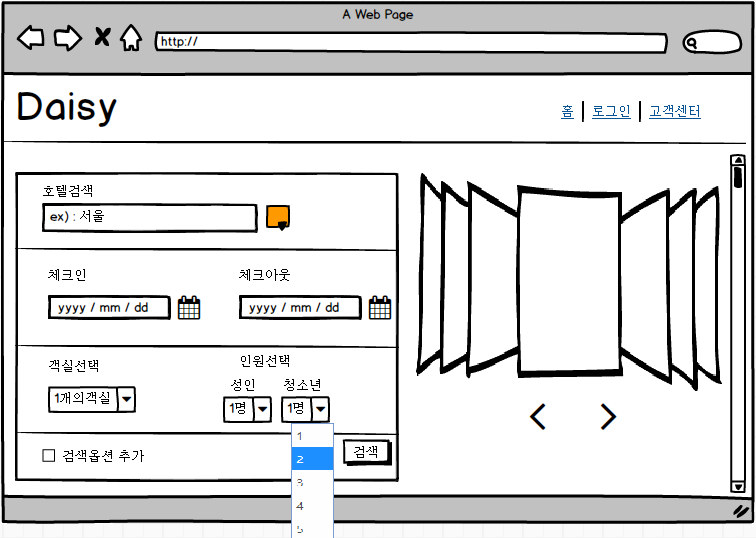 A Web Page
http://
Daisy
홈 | 로그인 | 고객센터
호텔검색
ex) : 서울
체크인
체크아웃
yyyy / mm / dd
yyyy / mm / dd
객실선택
인원선택
성인
청소년
1개의객실
1명
1명
1
2
3
4
5
검색옵션 추가
검색